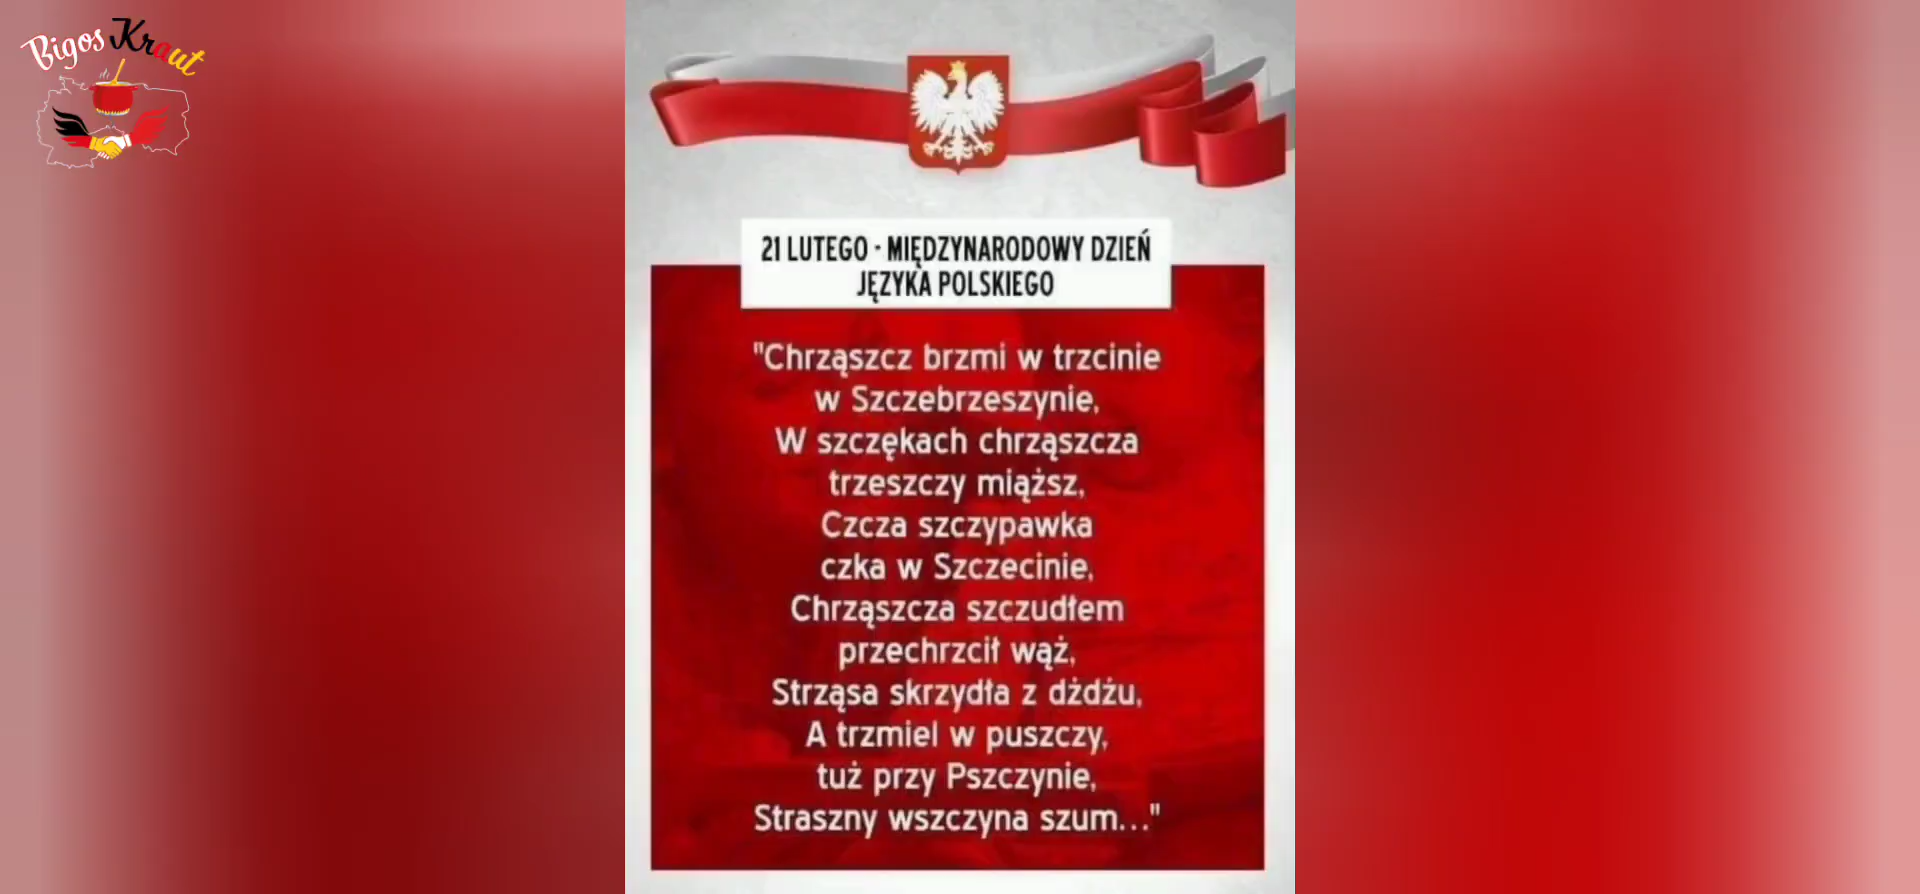 Bigos Kraut
21 LUTEGO · MIĘDZYNARODOWY DZIEŃ
JĘZYKA POLSKIEGO
"Chrząszcz brzmi w trzcinie
w Szczebrzeszynie,
W szczękach chrząszcza
trzeszczy miąższ,
Czcza szczypawka
czka w Szczecinie,
Chrząszcza szczudłem
przechrzcił wąż,
Strząsa skrzydła z dżdżu,
A trzmiel w puszczy,
tuż przy Pszczynie,
Straszny wszczyna szum..."